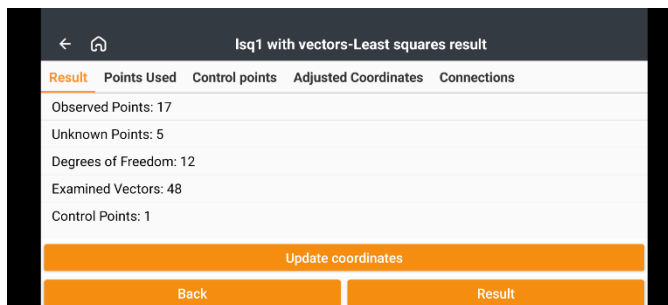 lsq1 with vectors-Least squares result
Result Points Used Control points Adjusted Coordinates Connections
Observed Points: 17
Unknown Points: 5
Degrees of Freedom: 12
Examined Vectors: 48
Control Points: 1
Update coordinates
Back Result